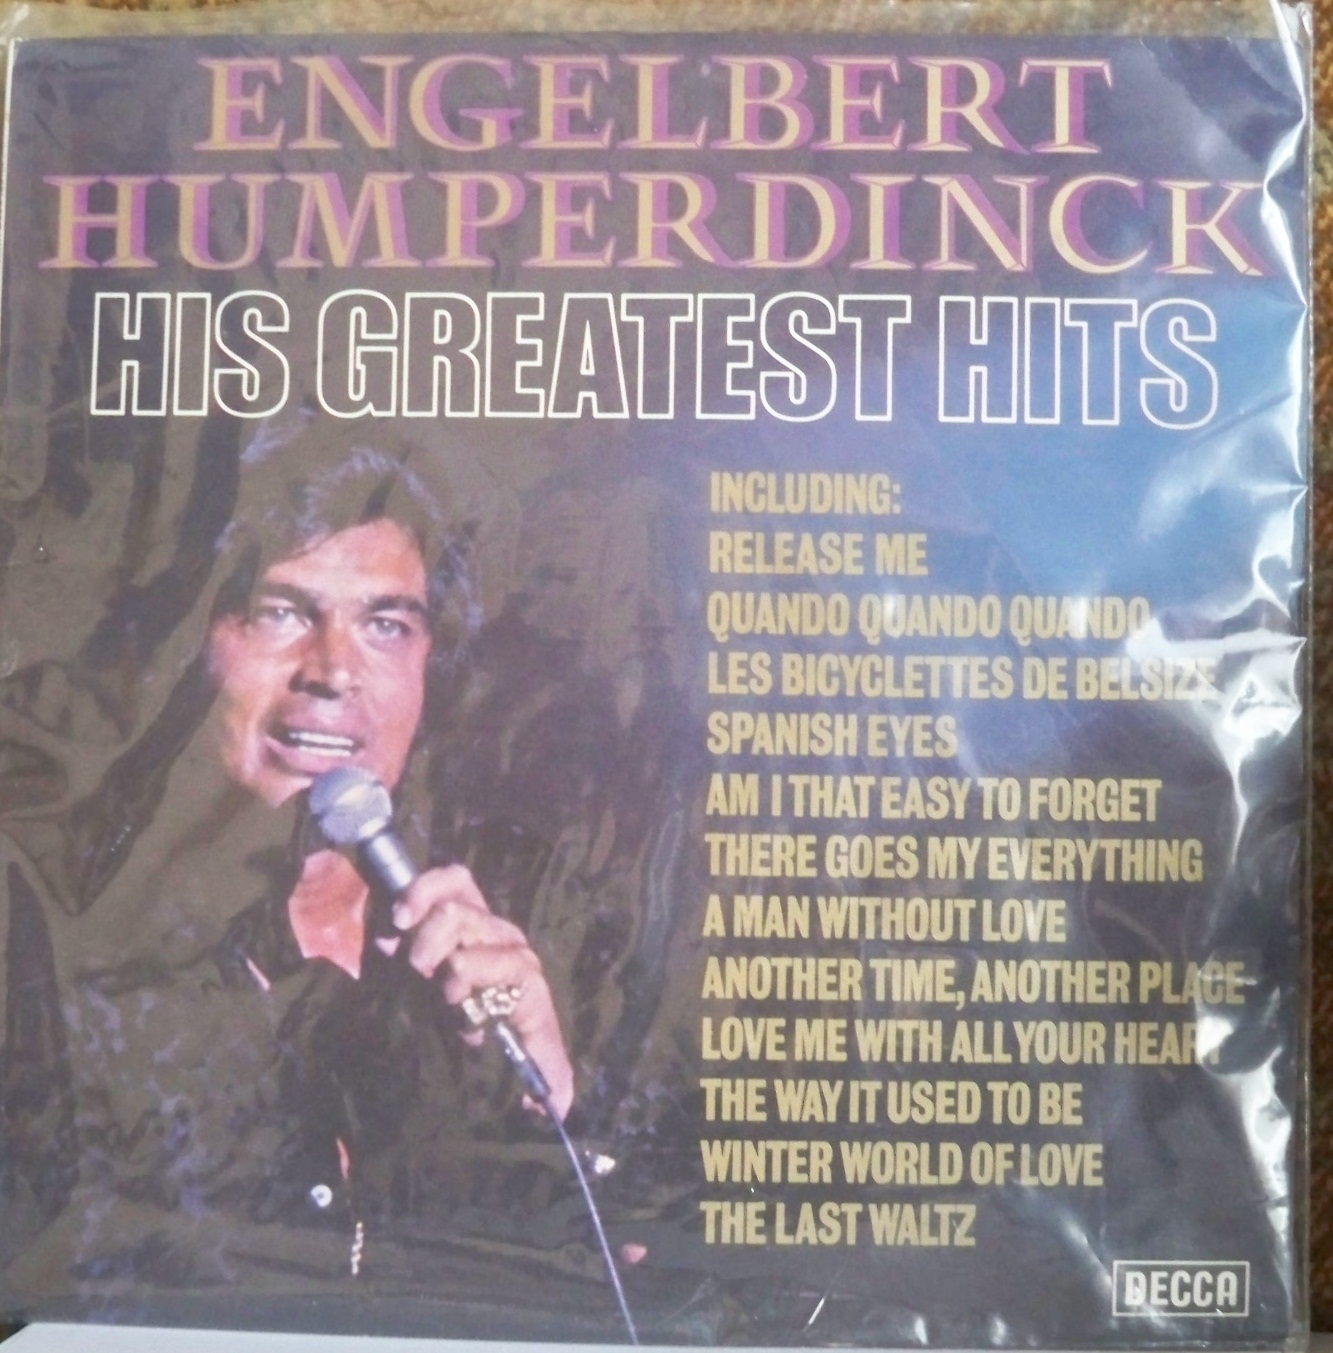 ENGELBERT
HUMPERDINCK
HIS GREATEST HITS
INCLUDING:
RELEASE ME
QUANDO QUANDO QUANDO
LES BICYCLETTES DE BELSIZE
SPANISH EYES
AM I THAT EASY TO FORGET
THERE GOES MY EVERYTHING
A MAN WITHOUT LOVE
ANOTHER TIME, ANOTHER PLACE
LOVE ME WITH ALL YOUR HEART
THE WAY IT USED TO BE
WINTER WORLD OF LOVE
THE LAST WALTZ
DECCA